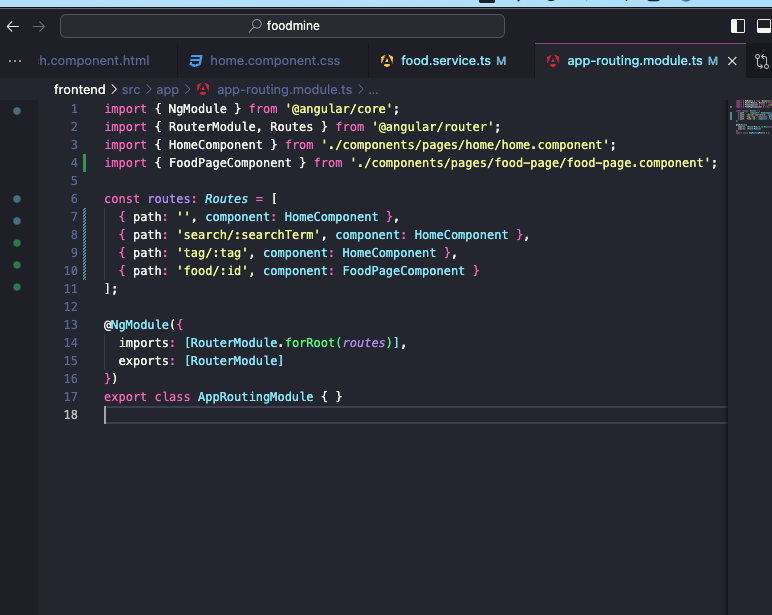 foodmine
h.component.html
home.component.css
food.service.ts M
app-routing.module.ts M
frontend > src > app > app-routing.module.ts > ...
1 import { NgModule } from '@angular/core';
2 import { RouterModule, Routes } from '@angular/router';
3 import { HomeComponent } from './components/pages/home/home.component';
4 import { FoodPageComponent } from './components/pages/food-page/food-page.component';
5
6 const routes: Routes = [
7 { path: '', component: HomeComponent },
8 { path: 'search/:searchTerm', component: HomeComponent },
9 { path: 'tag/:tag', component: HomeComponent },
10 { path: 'food/:id', component: FoodPageComponent }
11 ];
12
13 @NgModule({
14 imports: [RouterModule.forRoot(routes)],
15 exports: [RouterModule]
16 })
17 export class AppRoutingModule { }
18